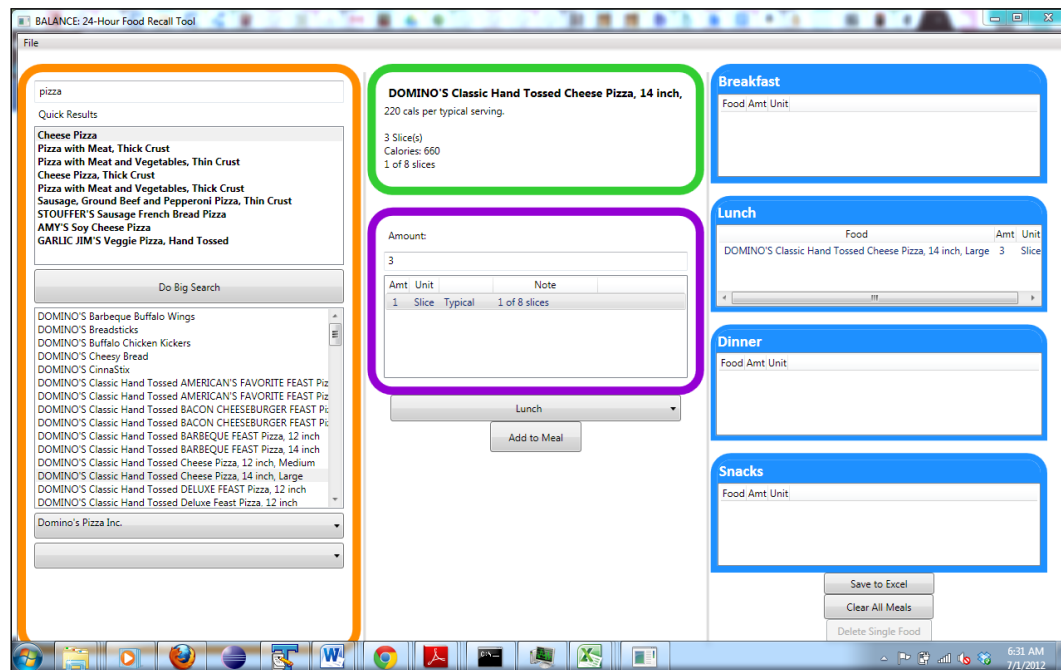 BALANCE: 24-Hour Food Recall Tool
File
pizza
Quick Results
Cheese Pizza
Pizza with Meat, Thick Crust
Pizza with Meat and Vegetables, Thin Crust
Cheese Pizza, Thick Crust
Pizza with Meat and Vegetables, Thick Crust
Sausage, Ground Beef and Pepperoni Pizza, Thin Crust
STOUFFER'S Sausage French Bread Pizza
AMY'S Soy Cheese Pizza
GARLIC JIM'S Veggie Pizza, Hand Tossed
Do Big Search
DOMINO'S Barbeque Buffalo Wings
DOMINO'S Breadsticks
DOMINO'S Buffalo Chicken Kickers
DOMINO'S Cheesy Bread
DOMINO'S CinnaStix
DOMINO'S Classic Hand Tossed AMERICAN'S FAVORITE FEAST Piz
DOMINO'S Classic Hand Tossed AMERICAN'S FAVORITE FEAST Piz
DOMINO'S Classic Hand Tossed BACON CHEESEBURGER FEAST Pi
DOMINO'S Classic Hand Tossed BACON CHEESEBURGER FEAST Pi
DOMINO'S Classic Hand Tossed BARBEQUE FEAST Pizza, 12 inch
DOMINO'S Classic Hand Tossed BARBEQUE FEAST Pizza, 14 inch
DOMINO'S Classic Hand Tossed Cheese Pizza, 12 inch, Medium
DOMINO'S Classic Hand Tossed Cheese Pizza, 14 inch, Large
DOMINO'S Classic Hand Tossed DELUXE FEAST Pizza, 12 inch
DOMINO'S Classic Hand Tossed Deluxe Feast Pizza, 12 inch
Domino's Pizza Inc.
DOMINO'S Classic Hand Tossed Cheese Pizza, 14 inch,
220 cals per typical serving.
3 Slice(s)
Calories: 660
1 of 8 slices
Amount:
3
Amt Unit Note
1 Slice Typical 1 of 8 slices
Lunch
Add to Meal
Breakfast
Food Amt Unit
Lunch
Food Amt Unit
DOMINO'S Classic Hand Tossed Cheese Pizza, 14 inch, Large 3 Slice
Dinner
Food Amt Unit
Snacks
Food Amt Unit
Save to Excel
Clear All Meals
Delete Single Food
6:31 AM
7/1/2012